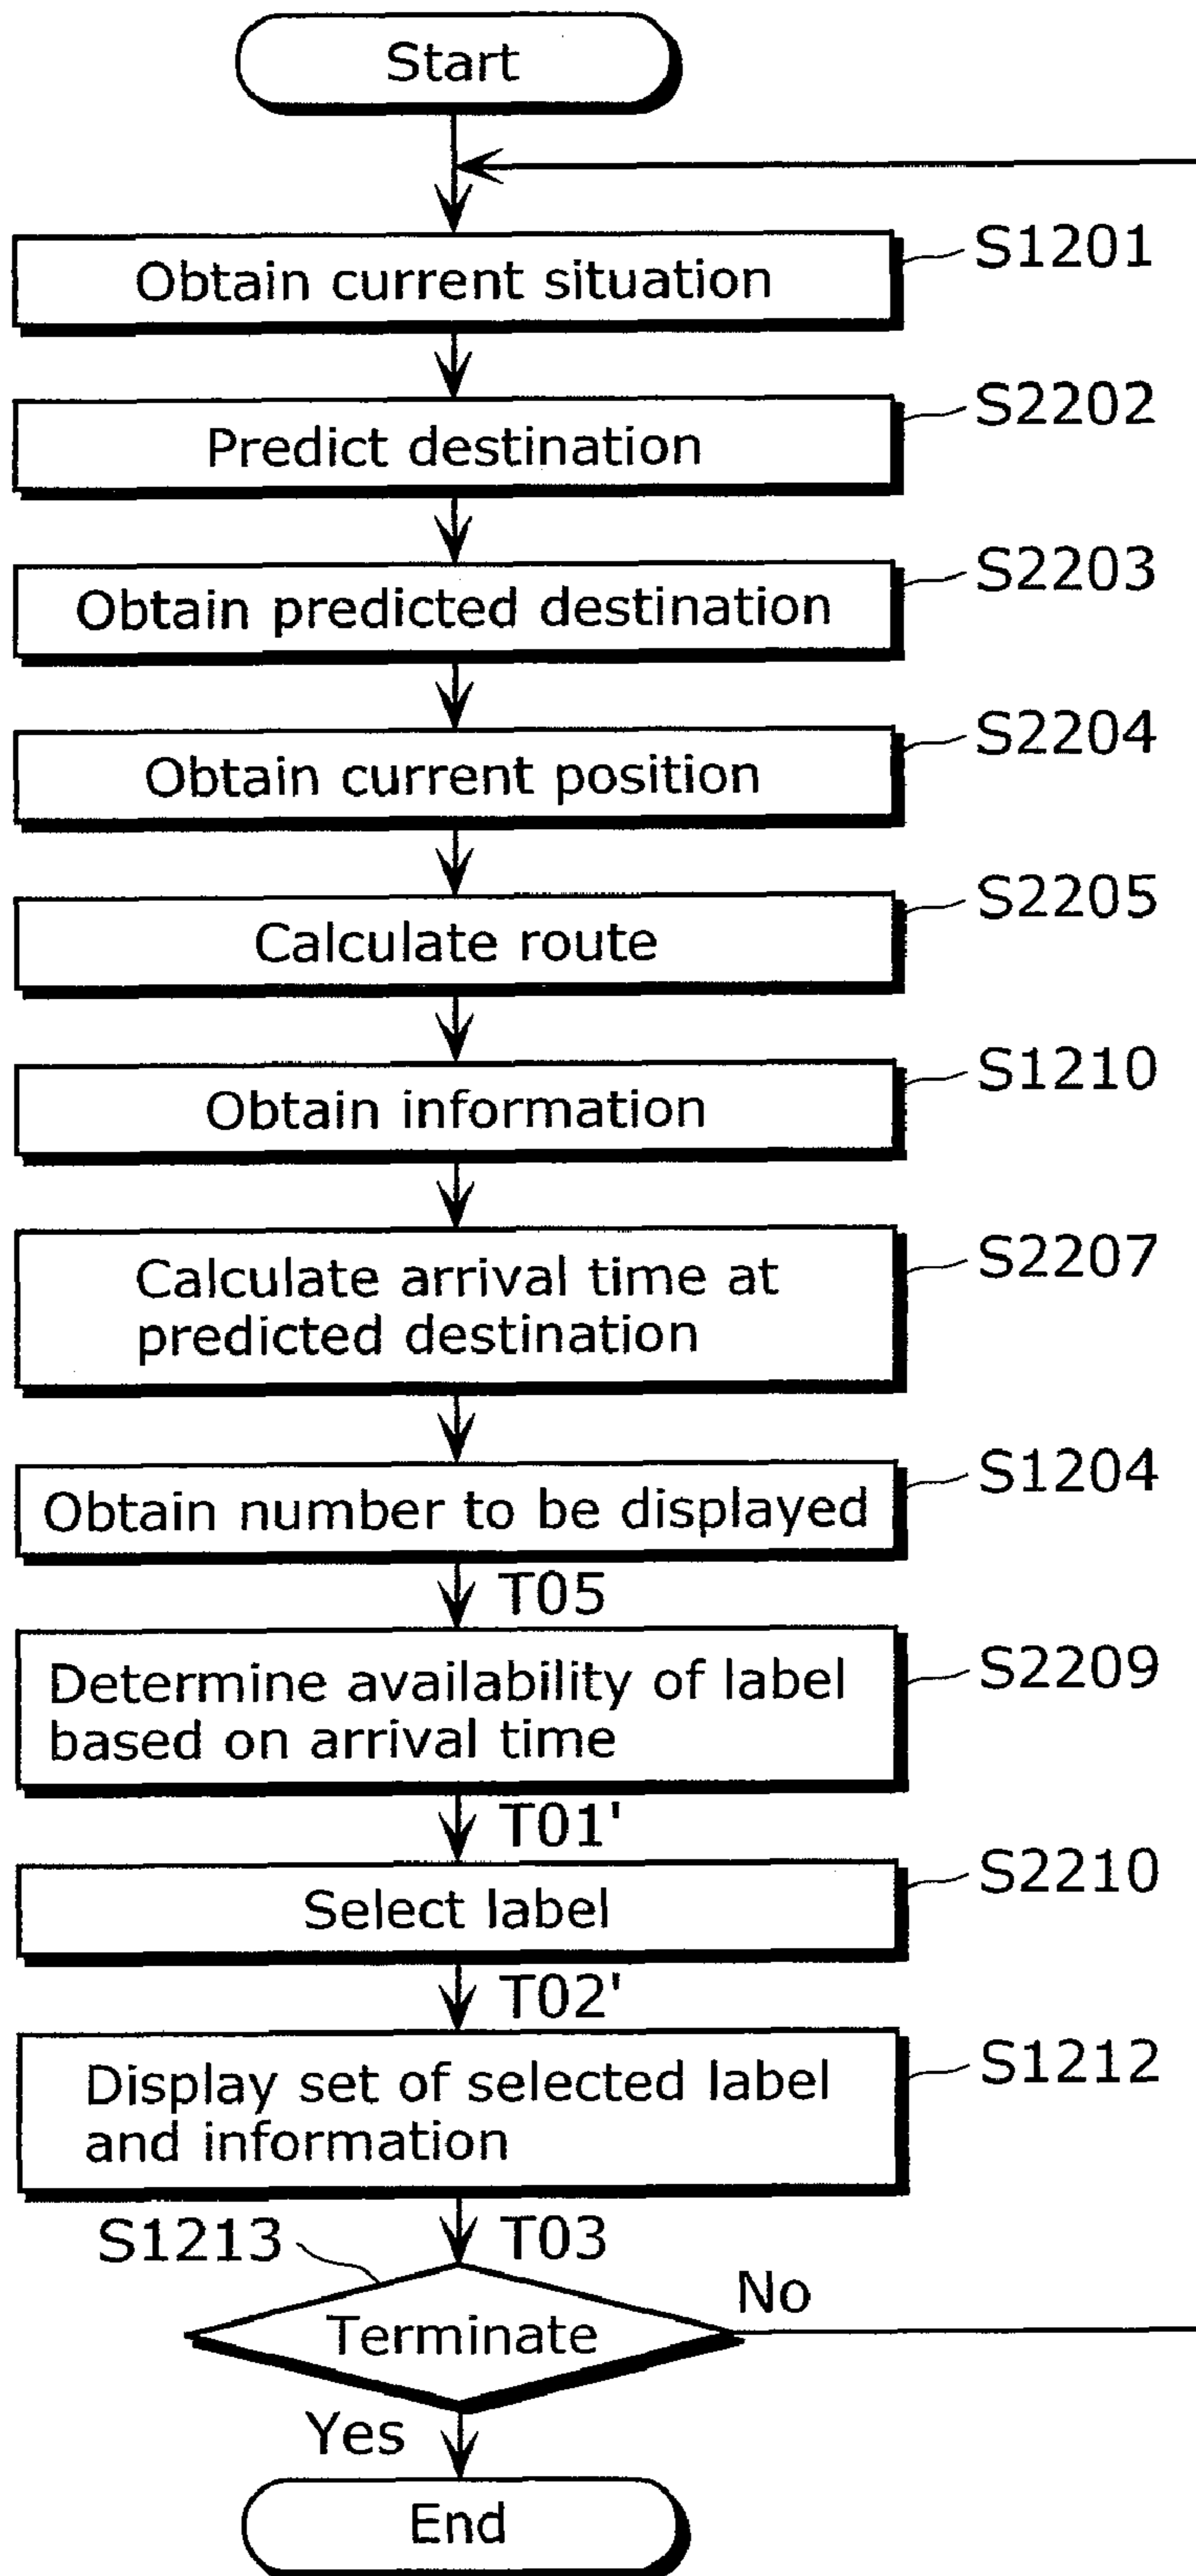 Start
Obtain current situation
S1201
Predict destination
S2202
Obtain predicted destination
S2203
Obtain current position
S2204
Calculate route
S2205
Obtain information
S1210
Calculate arrival time at
predicted destination
S2207
Obtain number to be displayed
S1204
T05
Determine availability of label
based on arrival time
S2209
T01'
Select label
S2210
T02'
Display set of selected label
and information
S1212
S1213
T03
Terminate
No
Yes
End